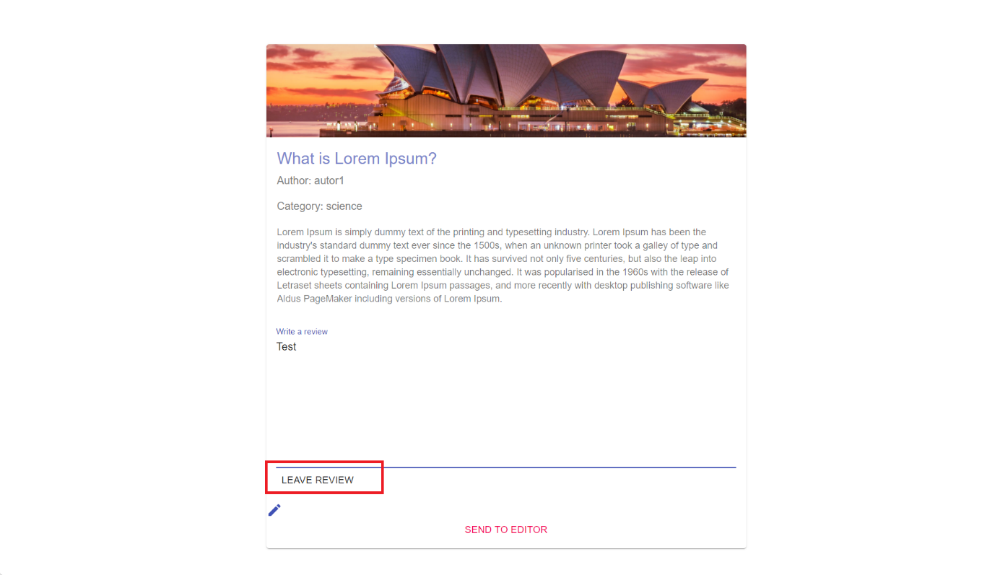 What is Lorem Ipsum?
Author: autor1
Category: science
Lorem Ipsum is simply dummy text of the printing and typesetting industry. Lorem Ipsum has been the
industry's standard dummy text ever since the 1500s, when an unknown printer took a galley of type and
scrambled it to make a type specimen book. It has survived not only five centuries, but also the leap into
electronic typesetting, remaining essentially unchanged. It was popularised in the 1960s with the release of
Letraset sheets containing Lorem Ipsum passages, and more recently with desktop publishing software like
Aldus PageMaker including versions of Lorem Ipsum.
Write a review
Test
LEAVE REVIEW
SEND TO EDITOR